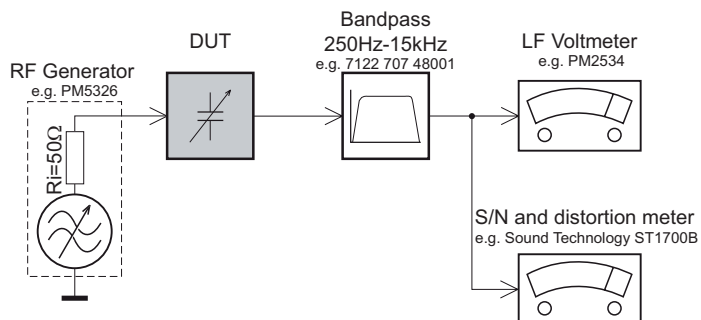 RF Generator
e.g. PM5326
Ri=50Ω
DUT
Bandpass
250Hz-15kHz
e.g. 7122 707 48001
LF Voltmeter
e.g. PM2534
S/N and distortion meter
e.g. Sound Technology ST1700B